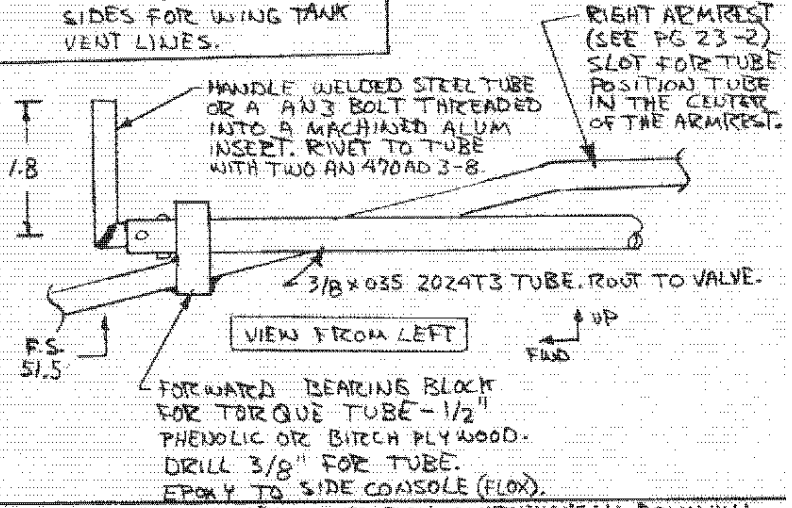 SIDES FOR WING TANK
VENT LINES.
RIGHT ARMREST
(SEE PG 23-2)
SLOT FOR TUBE
POSITION TUBE
IN THE CENTER
OF THE ARMREST.
HANDLE WELDED STEEL TUBE
OR A AN3 BOLT THREADED
INTO A MACHINED ALUM
INSERT. RIVET TO TUBE
WITH TWO AN 470AD 3-8.
1.8
3/8 X 035 2024T3 TUBE. ROUT TO VALVE.
VIEW FROM LEFT
UP
FWD
F.S.
51.5
FORWARD BEARING BLOCK
FOR TORQUE TUBE - 1/2"
PHENOLIC OR BIRCH PLYWOOD.
DRILL 3/8" FOR TUBE.
EPOXY TO SIDE CONSOLE (FLOX).